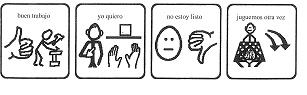 buen trabajo
yo quiero
no estoy listo
juguemos otra vez